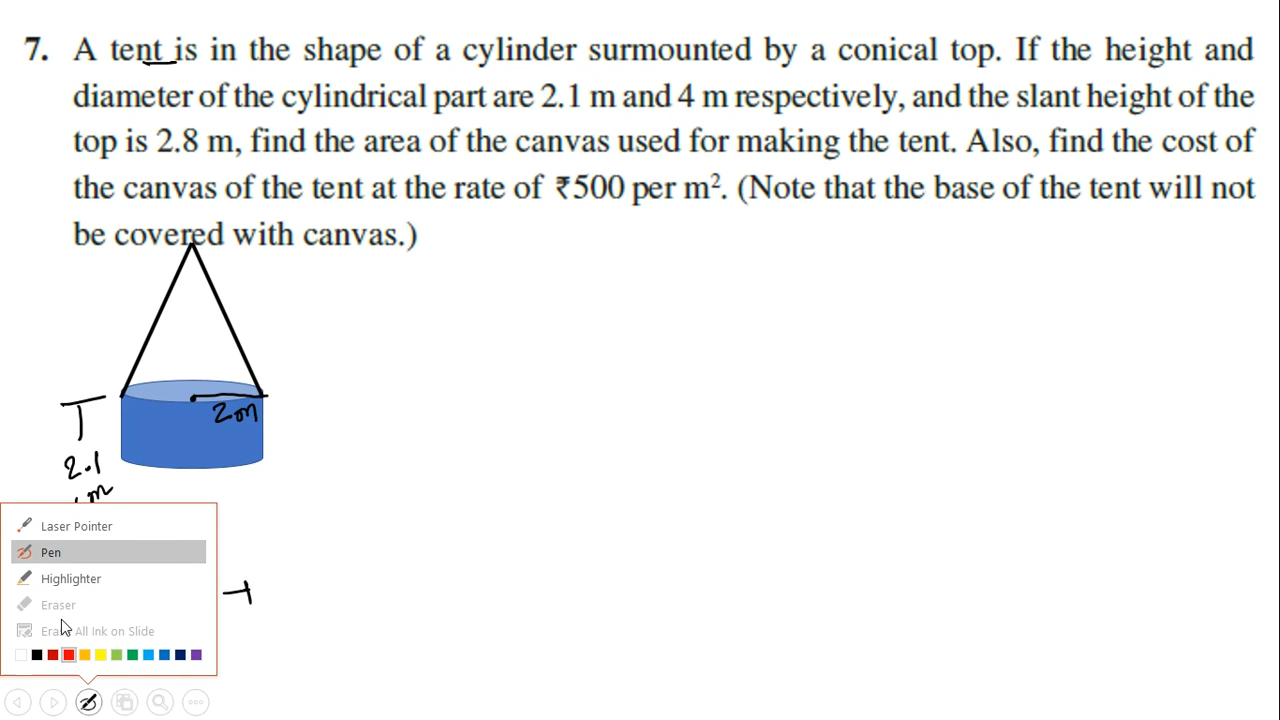 7. A tent is in the shape of a cylinder surmounted by a conical top. If the height and
diameter of the cylindrical part are 2.1 m and 4 m respectively, and the slant height of the
top is 2.8 m, find the area of the canvas used for making the tent. Also, find the cost of
the canvas of the tent at the rate of ₹500 per m². (Note that the base of the tent will not
be covered with canvas.)
2m
2.1
m
Laser Pointer
Pen
Highlighter
Eraser
Eras All Ink on Slide